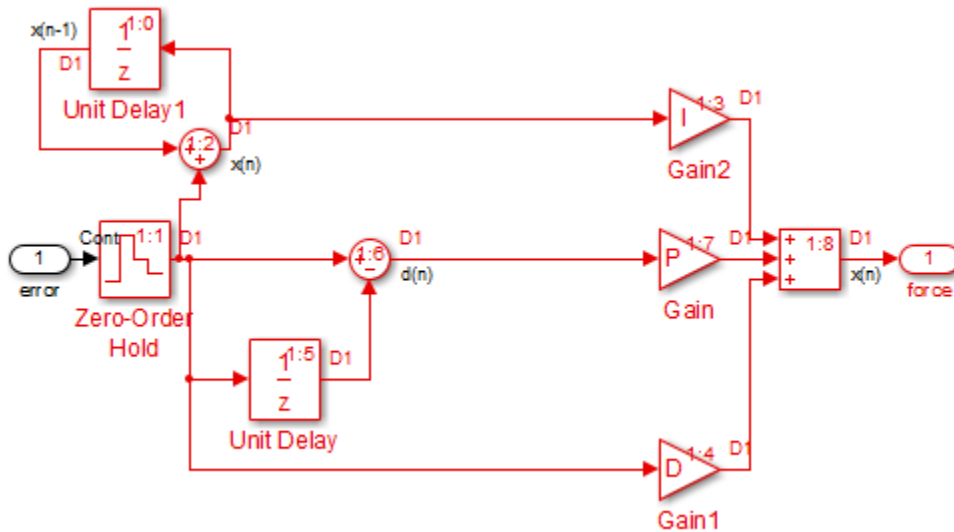 x(n-1)
D1
1:0
1
z
Unit Delay1
1:2
+
+
D1
x(n)
1:3
I
D1
Gain2
1
error
Cont
1:1
D1
Zero-Order
Hold
1:6
+
-
D1
d(n)
1:7
P
D1
Gain
+
+
+
1:8
D1
x(n)
1
force
1:5
1
z
D1
Unit Delay
1:4
D
D1
Gain1